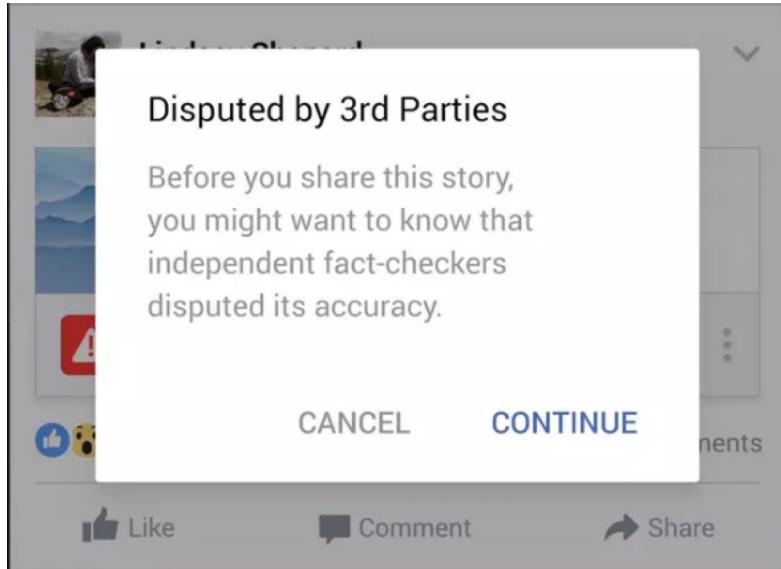 Disputed by 3rd Parties
Before you share this story,
you might want to know that
independent fact-checkers
disputed its accuracy.
CANCEL
CONTINUE
Like
Comment
Share